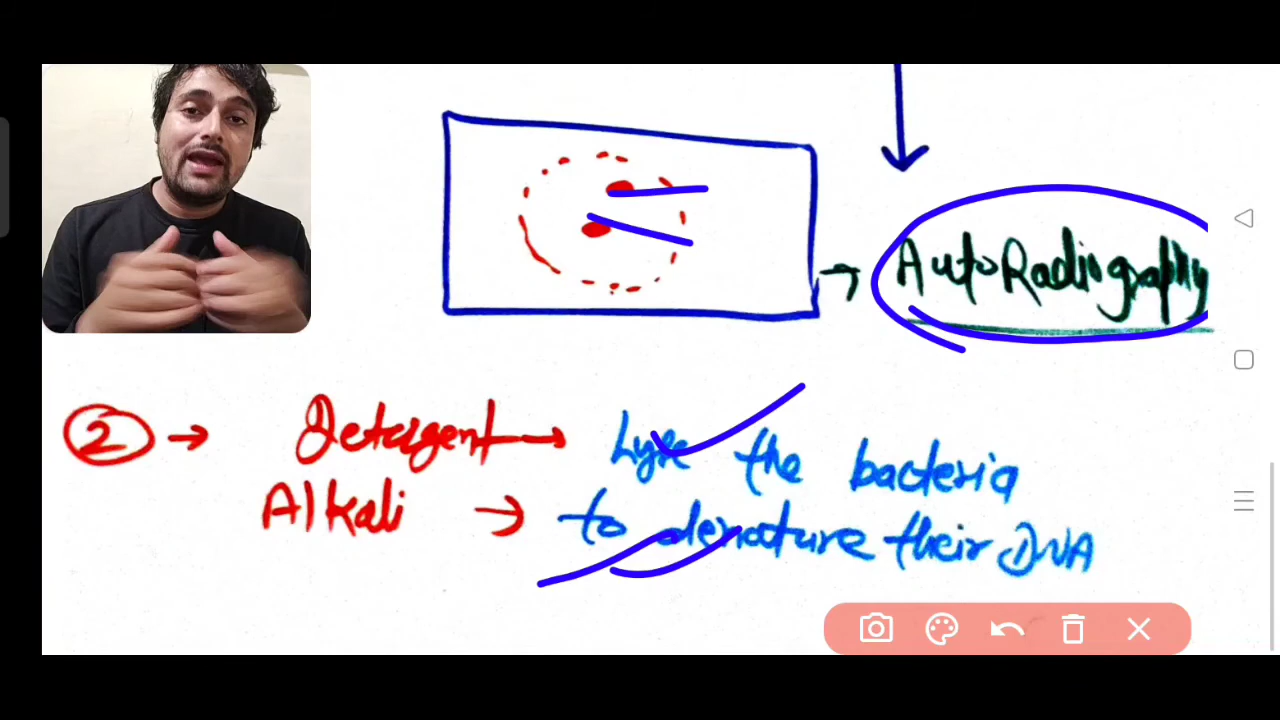 AutoRadiography
2 → Detergent → Lyse the bacteria
Alkali → to denature their DNA